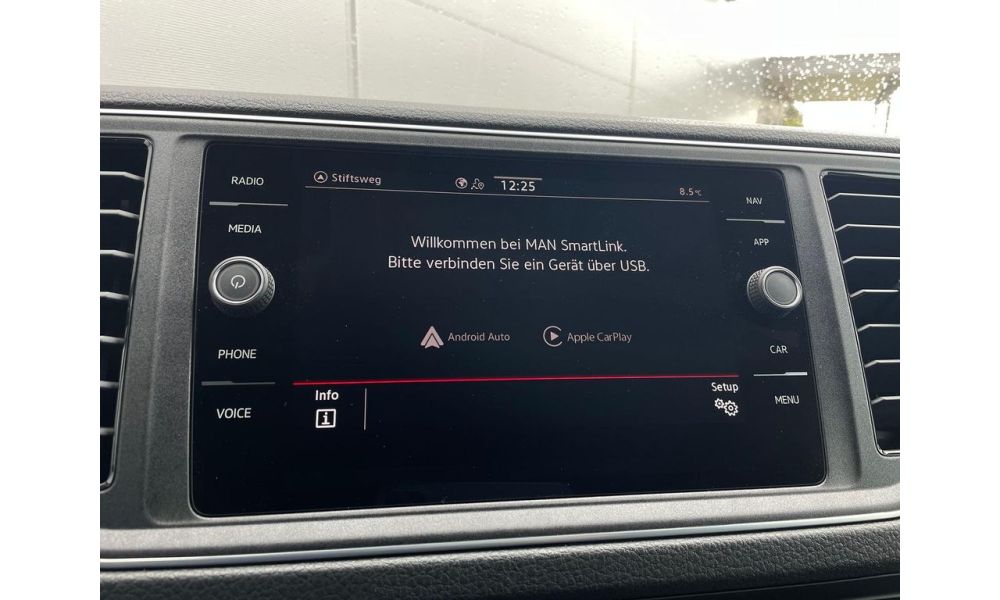 RADIO
MEDIA
PHONE
VOICE
Stiftsweg
12:25
8.5°C
Willkommen bei MAN SmartLink.
Bitte verbinden Sie ein Gerät über USB.
Android Auto
Apple CarPlay
Info
i
Setup
NAV
APP
CAR
MENU